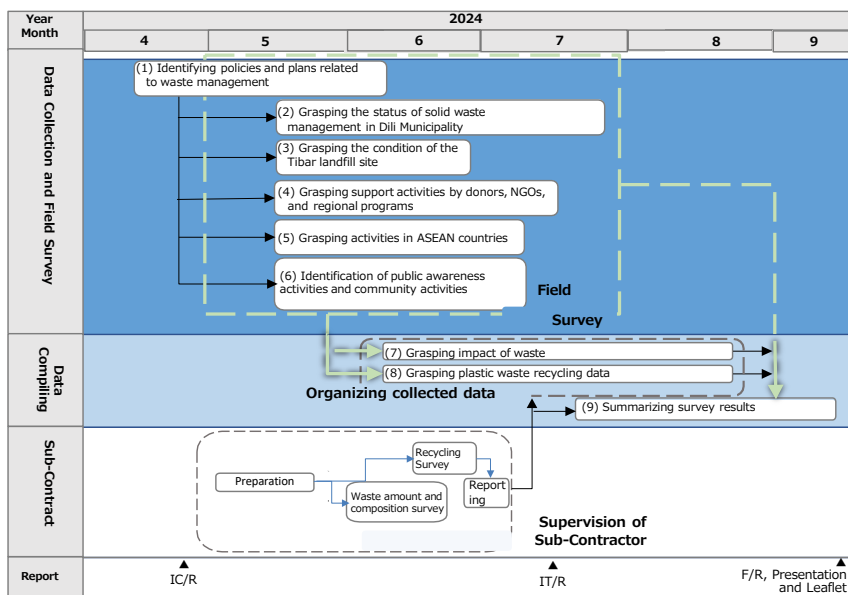 Year
Month
2024
4
5
6
7
8
9
Data Collection and Field Survey
(1) Identifying policies and plans related
to waste management
(2) Grasping the status of solid waste
management in Dili Municipality
(3) Grasping the condition of the
Tibar landfill site
(4) Grasping support activities by donors, NGOs,
and regional programs
(5) Grasping activities in ASEAN countries
(6) Identification of public awareness
activities and community activities
Field
Survey
Data
Compiling
(7) Grasping impact of waste
(8) Grasping plastic waste recycling data
Organizing collected data
(9) Summarizing survey results
Sub-Contract
Preparation
Recycling
Survey
Waste amount and
composition survey
Report
ing
Supervision of
Sub-Contractor
Report
IC/R
IT/R
F/R, Presentation
and Leaflet